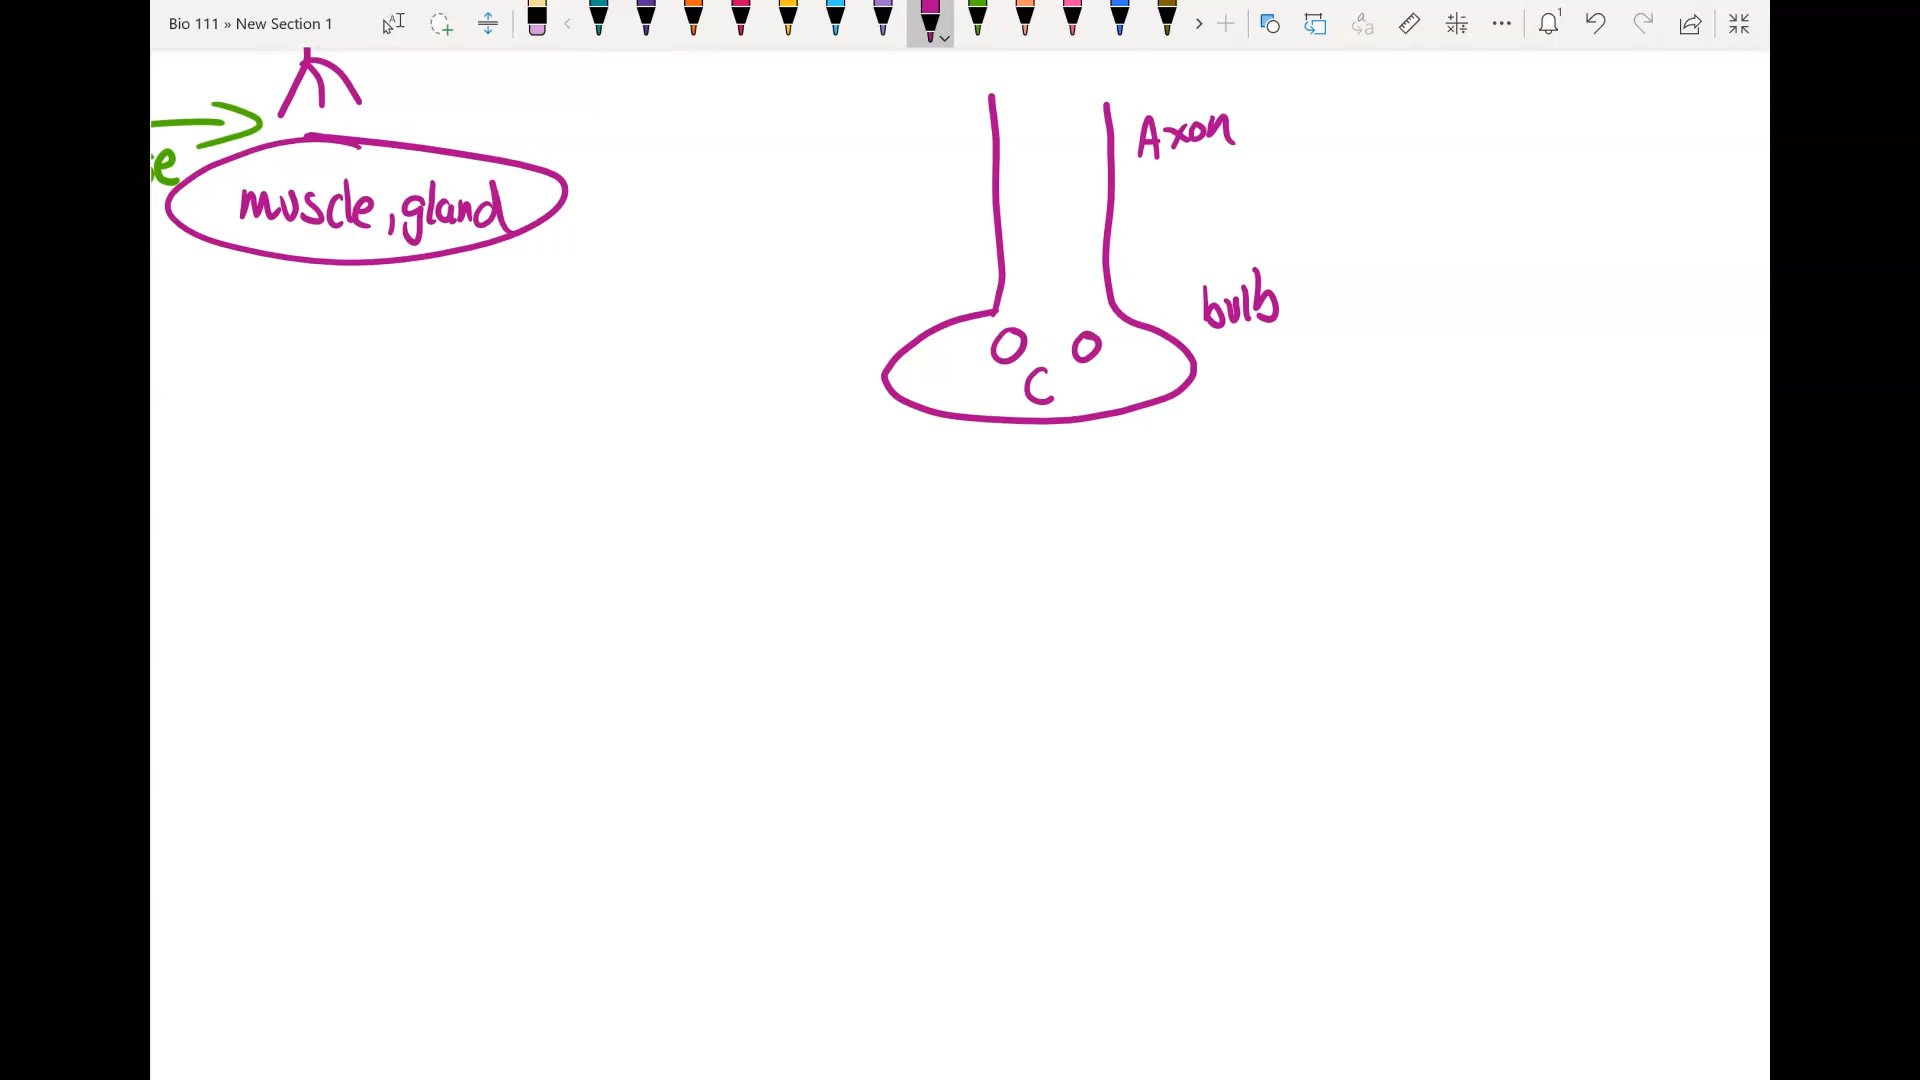 Bio 111 » New Section 1
Axon
muscle, gland
bulb